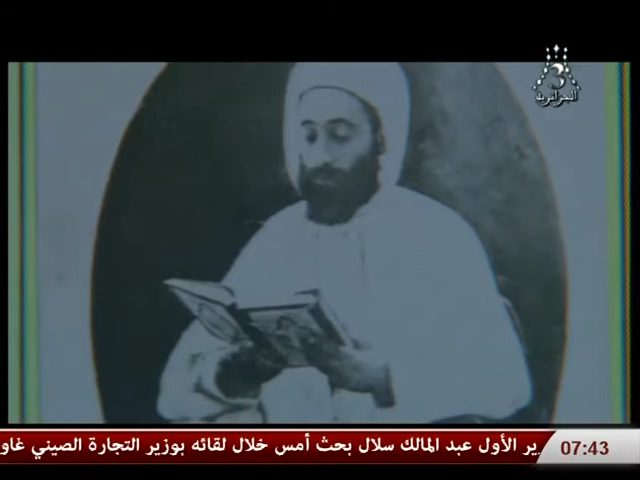 3
الجزائرية
ير الأول عبد المالك سلال بحث أمس خلال لقائه بوزير التجارة الصيني غاو
07:43